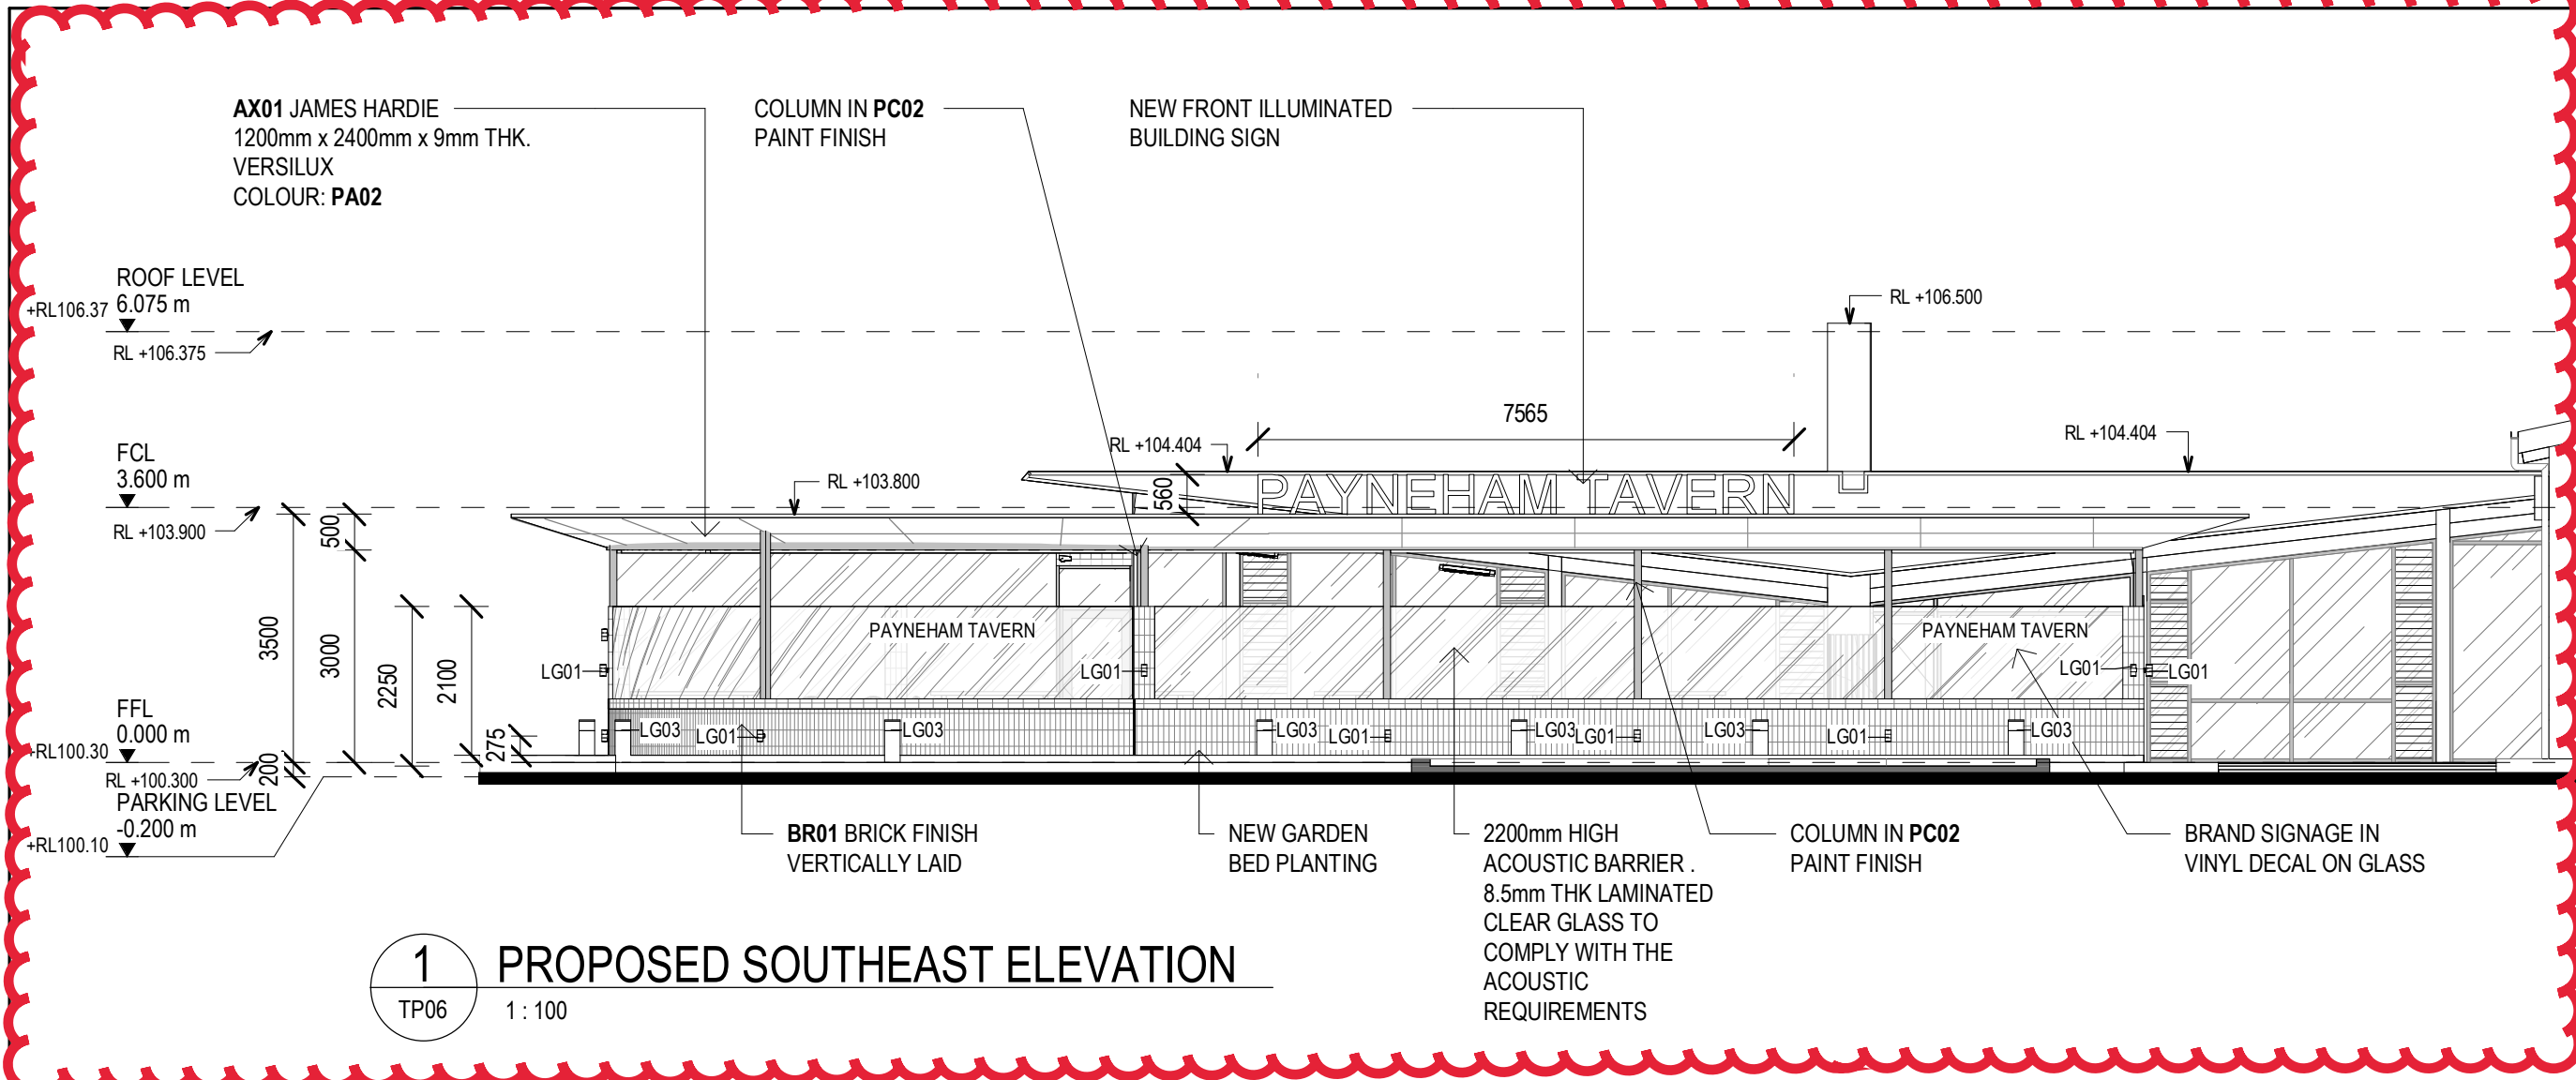 AX01 JAMES HARDIE
1200mm x 2400mm x 9mm THK.
VERSILUX
COLOUR: PA02
COLUMN IN PC02
PAINT FINISH
NEW FRONT ILLUMINATED
BUILDING SIGN
ROOF LEVEL
6.075 m
+RL106.37
RL +106.375
RL +106.500
7565
RL +104.404
RL +104.404
FCL
3.600 m
RL +103.900
RL +103.800
500
560
PAYNEHAM TAVERN
3500
3000
2250
2100
275
200
PAYNEHAM TAVERN
PAYNEHAM TAVERN
LG01
LG01
LG01
LG01
FFL
0.000 m
+RL100.30
RL +100.300
LG03
LG01
LG03
LG03
LG01
LG03
LG01
LG03
LG01
LG03
PARKING LEVEL
-0.200 m
+RL100.10
BR01 BRICK FINISH
VERTICALLY LAID
NEW GARDEN
BED PLANTING
2200mm HIGH
ACOUSTIC BARRIER .
8.5mm THK LAMINATED
CLEAR GLASS TO
COMPLY WITH THE
ACOUSTIC
REQUIREMENTS
COLUMN IN PC02
PAINT FINISH
BRAND SIGNAGE IN
VINYL DECAL ON GLASS
1
TP06
PROPOSED SOUTHEAST ELEVATION
1 : 100